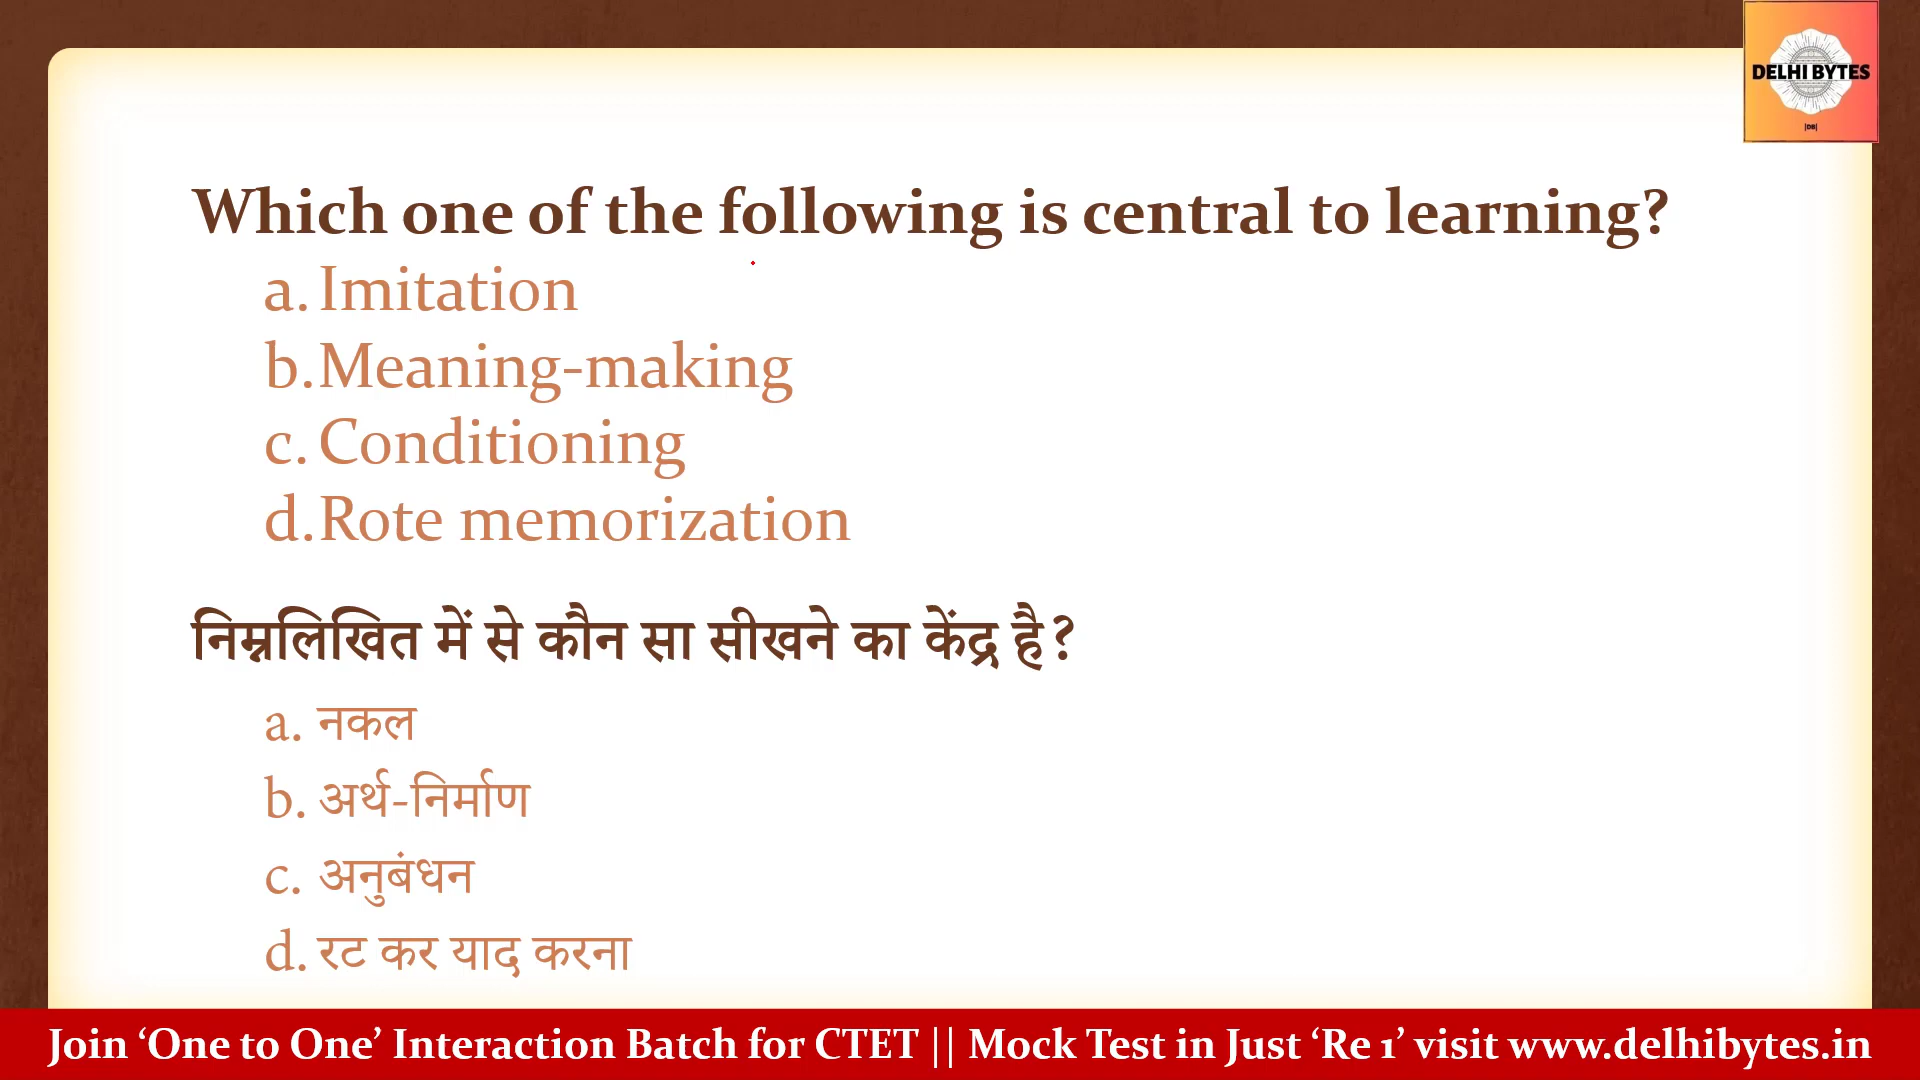 DELHI BYTES
|DB|
Which one of the following is central to learning?
a. Imitation
b. Meaning-making
c. Conditioning
d. Rote memorization
निम्नलिखित में से कौन सा सीखने का केंद्र है?
a. नकल
b. अर्थ-निर्माण
c. अनुबंधन
d. रट कर याद करना
Join ‘One to One’ Interaction Batch for CTET || Mock Test in Just ‘Re 1’ visit www.delhibytes.in